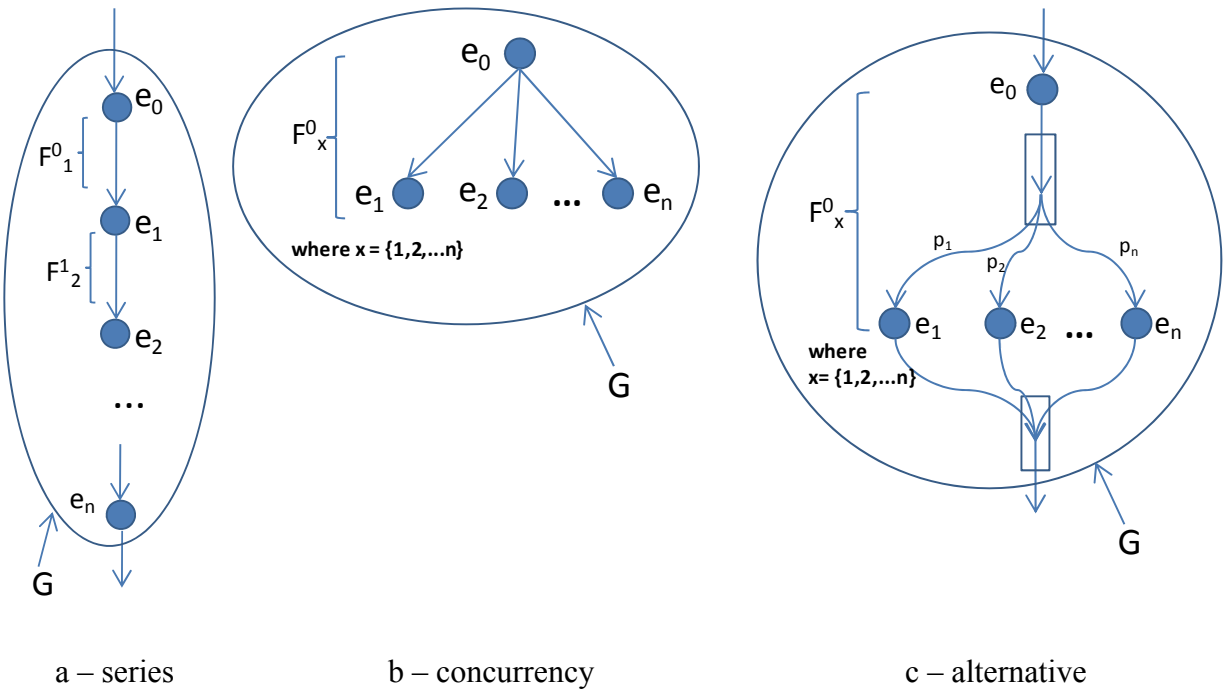 e₀
F⁰₁
e₁
F¹₂
e₂
...
eₙ
G
e₀
F⁰ₓ
e₁ e₂ ... eₙ
where x = {1,2,...n}
G
e₀
F⁰ₓ
p₁ p₂ pₙ
e₁ e₂ ... eₙ
where
x= {1,2,...n}
G
a – series b – concurrency c – alternative